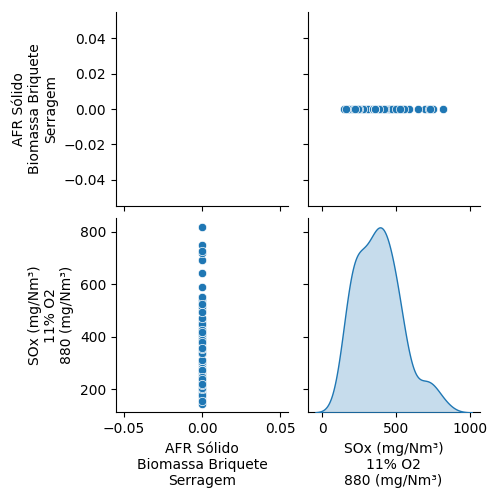 AFR Sólido
Biomassa Briquete
Serragem
0.04
0.02
0.00
−0.02
−0.04
SOx (mg/Nm³)
11% O2
880 (mg/Nm³)
800
600
400
200
−0.05
0.00
0.05
AFR Sólido
Biomassa Briquete
Serragem
0
500
1000
SOx (mg/Nm³)
11% O2
880 (mg/Nm³)